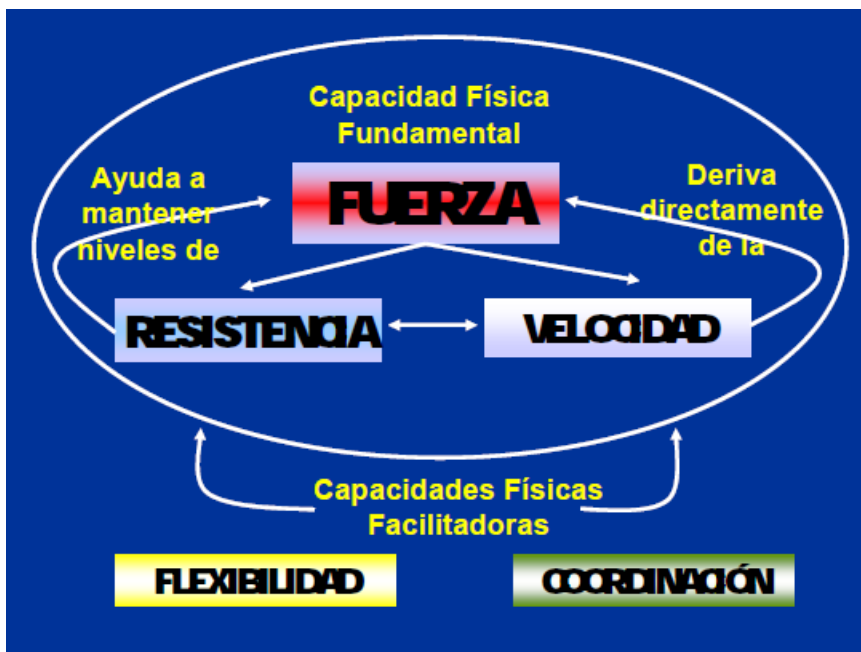 Capacidad Física
Fundamental
FUERZA
Ayuda a
mantener
niveles de
Deriva
directamente
de la
RESISTENCIA
VELOCIDAD
Capacidades Físicas
Facilitadoras
FLEXIBILIDAD
COORDINACIÓN